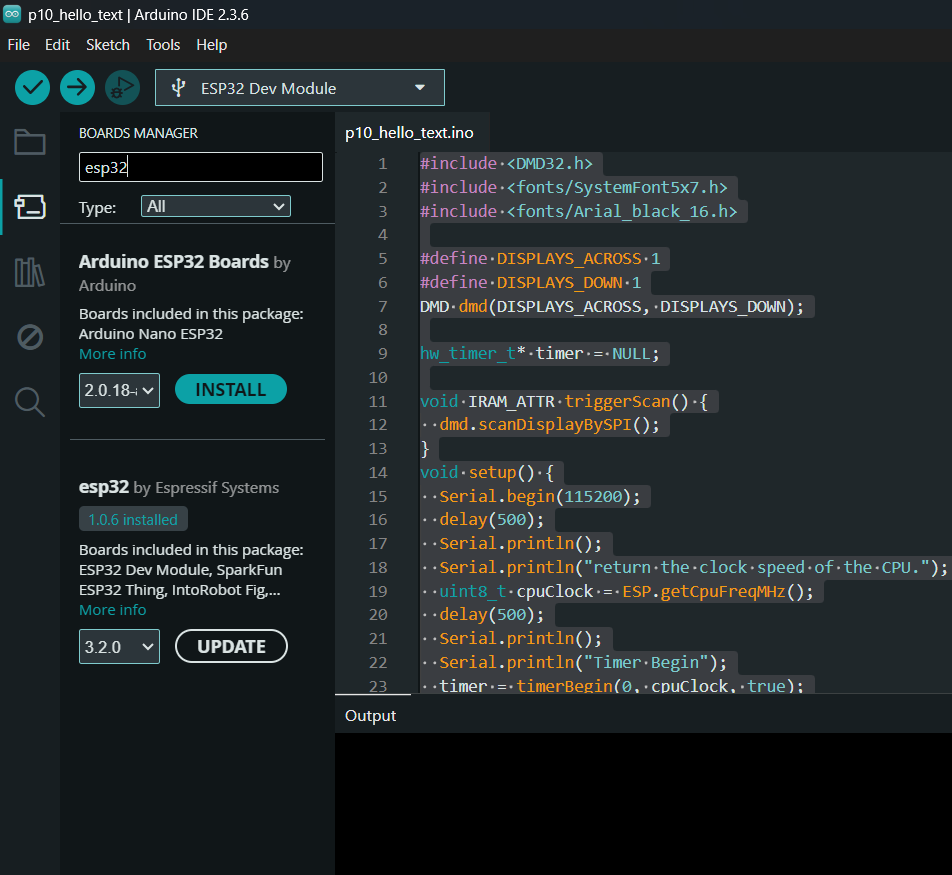 p10_hello_text | Arduino IDE 2.3.6
File Edit Sketch Tools Help
ESP32 Dev Module
BOARDS MANAGER
esp32
Type: All
Arduino ESP32 Boards by
Arduino
Boards included in this package:
Arduino Nano ESP32
More info
2.0.18-a INSTALL
esp32 by Espressif Systems
1.0.6 installed
Boards included in this package:
ESP32 Dev Module, SparkFun
ESP32 Thing, IntoRobot Fig,...
More info
3.2.0 UPDATE
p10_hello_text.ino
1 #include <DMD32.h>
2 #include <fonts/SystemFont5x7.h>
3 #include <fonts/Arial_black_16.h>
4
5 #define DISPLAYS_ACROSS 1
6 #define DISPLAYS_DOWN 1
7 DMD dmd(DISPLAYS_ACROSS, DISPLAYS_DOWN);
8
9 hw_timer_t* timer = NULL;
10
11 void IRAM_ATTR triggerScan() {
12   dmd.scanDisplayBySPI();
13 }
14 void setup() {
15   Serial.begin(115200);
16   delay(500);
17   Serial.println();
18   Serial.println("return the clock speed of the CPU.");
19   uint8_t cpuClock = ESP.getCpuFreqMHz();
20   delay(500);
21   Serial.println();
22   Serial.println("Timer Begin");
23   timer = timerBegin(0, cpuClock, true);
Output